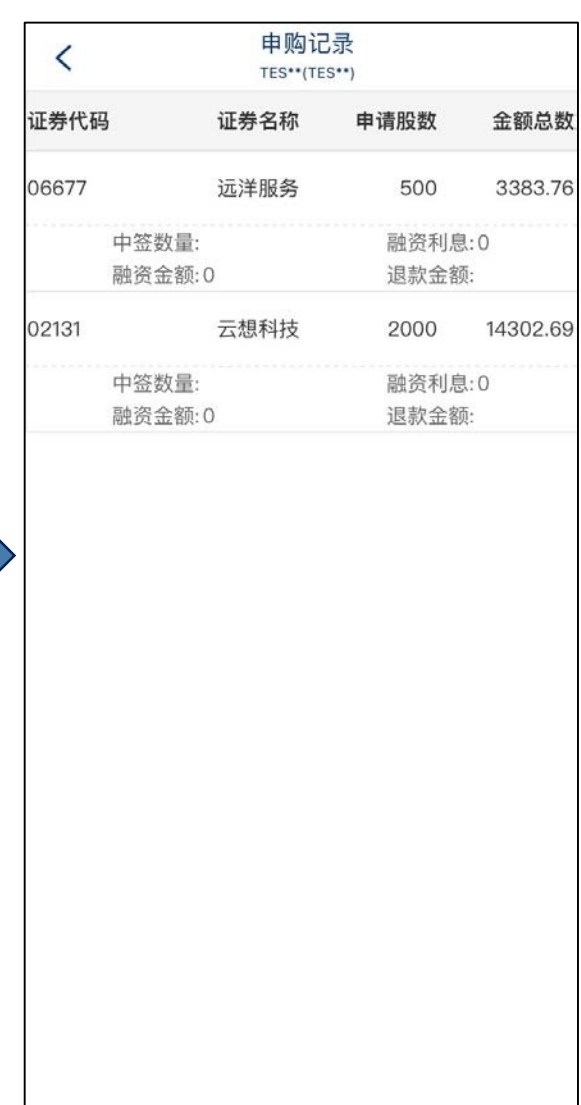 申购记录
TES**(TES**)
证券代码 证券名称 申请股数 金额总数
06677 远洋服务 500 3383.76
中签数量: 融资利息:0
融资金额:0 退款金额:
02131 云想科技 2000 14302.69
中签数量: 融资利息:0
融资金额:0 退款金额: